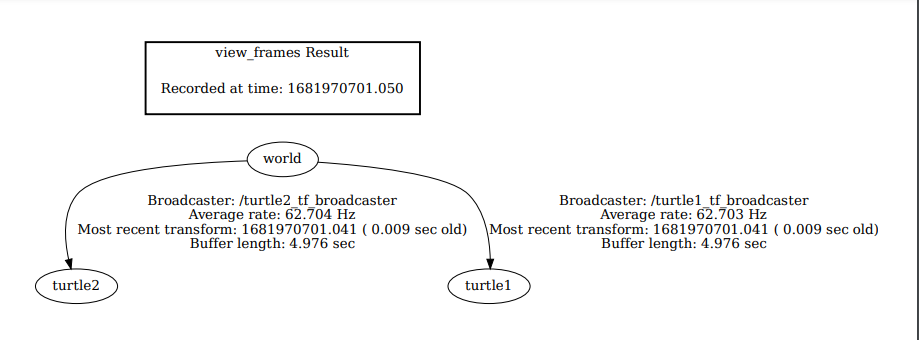 view_frames Result
Recorded at time: 1681970701.050
world
Broadcaster: /turtle2_tf_broadcaster
Average rate: 62.704 Hz
Most recent transform: 1681970701.041 ( 0.009 sec old)
Buffer length: 4.976 sec
Broadcaster: /turtle1_tf_broadcaster
Average rate: 62.703 Hz
Most recent transform: 1681970701.041 ( 0.009 sec old)
Buffer length: 4.976 sec
turtle2
turtle1